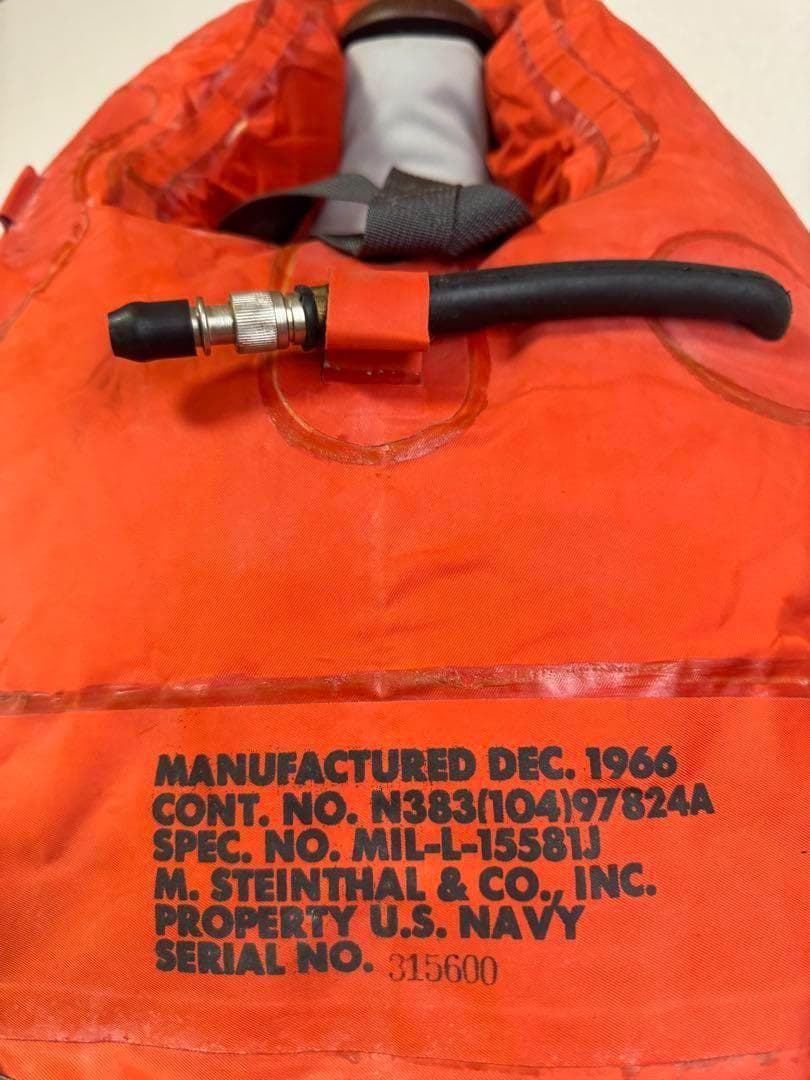 MANUFACTURED DEC. 1966
CONT. NO. N383(104)97824A
SPEC. NO. MIL-L-15581J
M. STEINTHAL & CO., INC.
PROPERTY U.S. NAVY
SERIAL NO. 315600